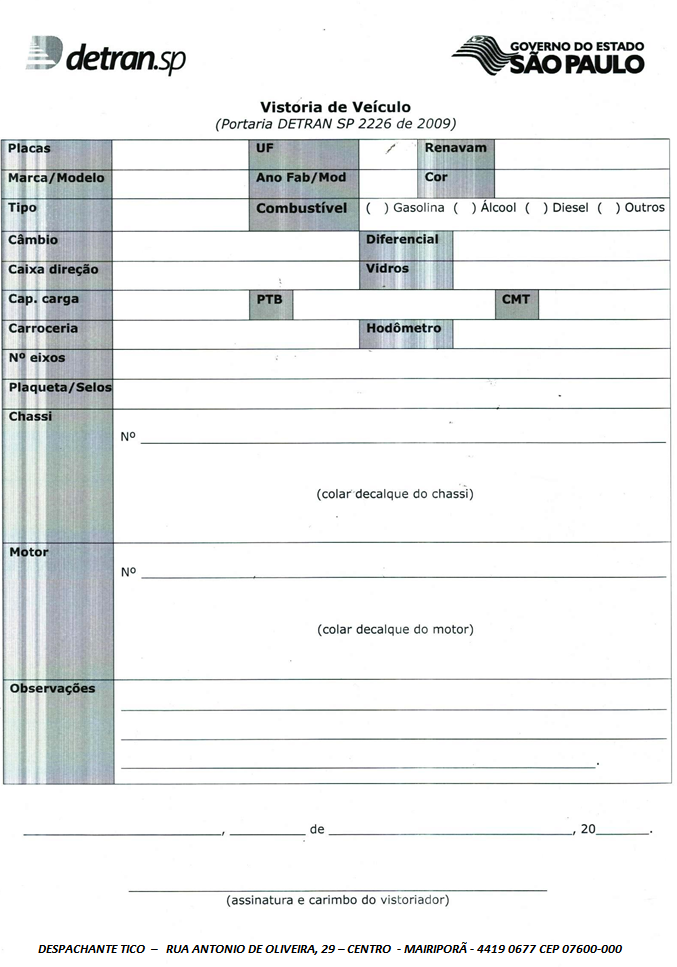 detran.sp GOVERNO DO ESTADO
SÃO PAULO
Vistoria de Veículo
(Portaria DETRAN SP 2226 de 2009)
Placas UF Renavam
Marca/Modelo Ano Fab/Mod Cor
Tipo Combustível ( ) Gasolina ( ) Álcool ( ) Diesel ( ) Outros
Câmbio Diferencial
Caixa direção Vidros
Cap. carga PTB CMT
Carroceria Hodômetro
Nº eixos
Plaqueta/Selos
Chassi
Nº
(colar decalque do chassi)
Motor
Nº
(colar decalque do motor)
Observações
, de , 20 .
(assinatura e carimbo do vistoriador)
DESPACHANTE TICO – RUA ANTONIO DE OLIVEIRA, 29 – CENTRO - MAIRIPORÃ - 4419 0677 CEP 07600-000